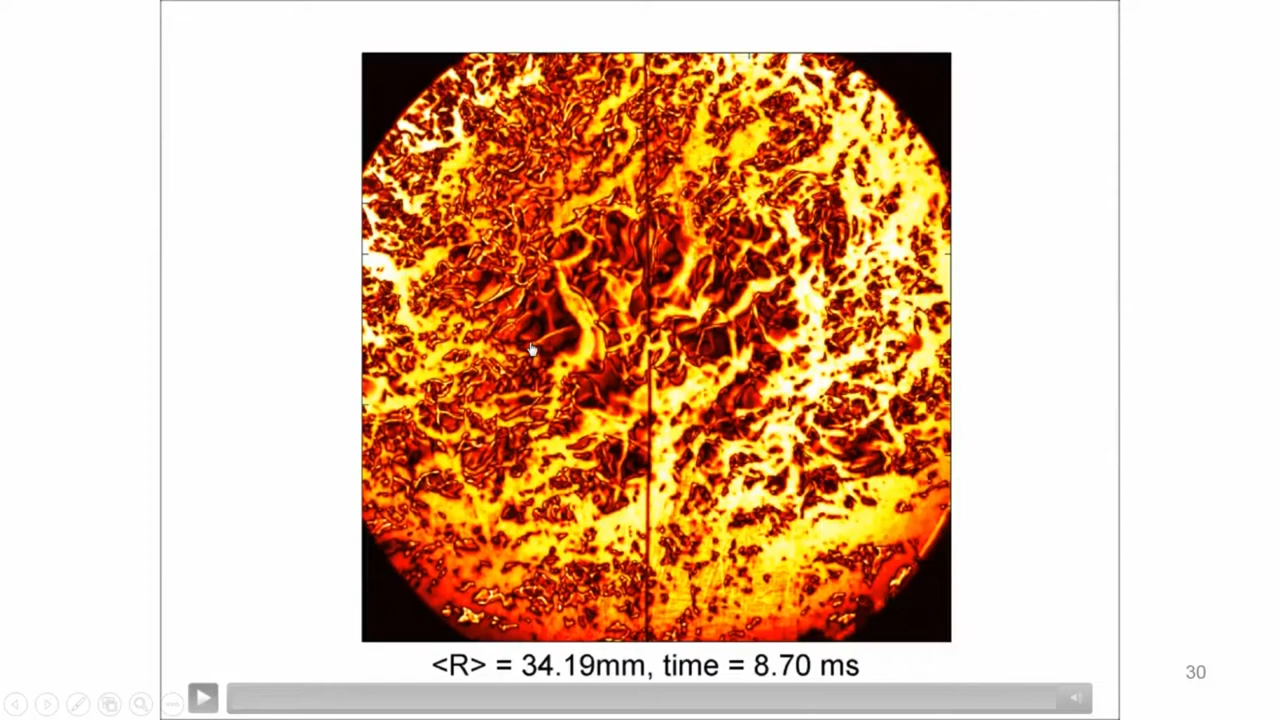 <R> = 34.19mm, time = 8.70 ms
30